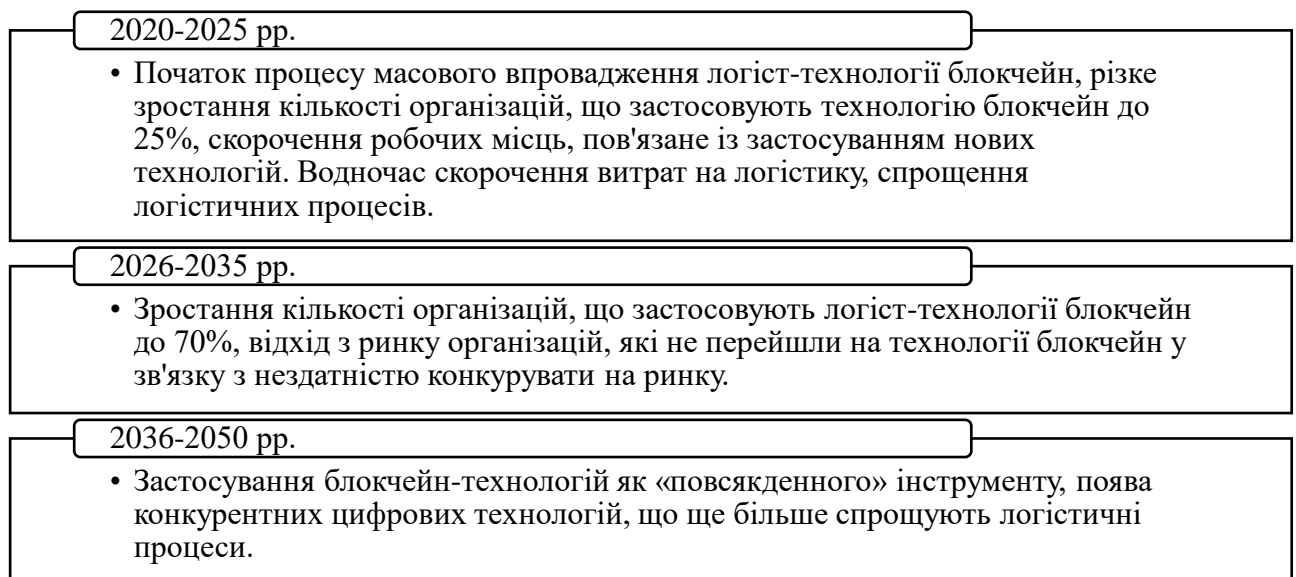 2020-2025 рр.
• Початок процесу масового впровадження логіст-технології блокчейн, різке
зростання кількості організацій, що застосовують технологію блокчейн до
25%, скорочення робочих місць, пов'язане із застосуванням нових
технологій. Водночас скорочення витрат на логістику, спрощення
логістичних процесів.
2026-2035 рр.
• Зростання кількості організацій, що застосовують логіст-технології блокчейн
до 70%, відхід з ринку організацій, які не перейшли на технології блокчейн у
зв'язку з нездатністю конкурувати на ринку.
2036-2050 рр.
• Застосування блокчейн-технологій як «повсякденного» інструменту, поява
конкурентних цифрових технологій, що ще більше спрощують логістичні
процеси.